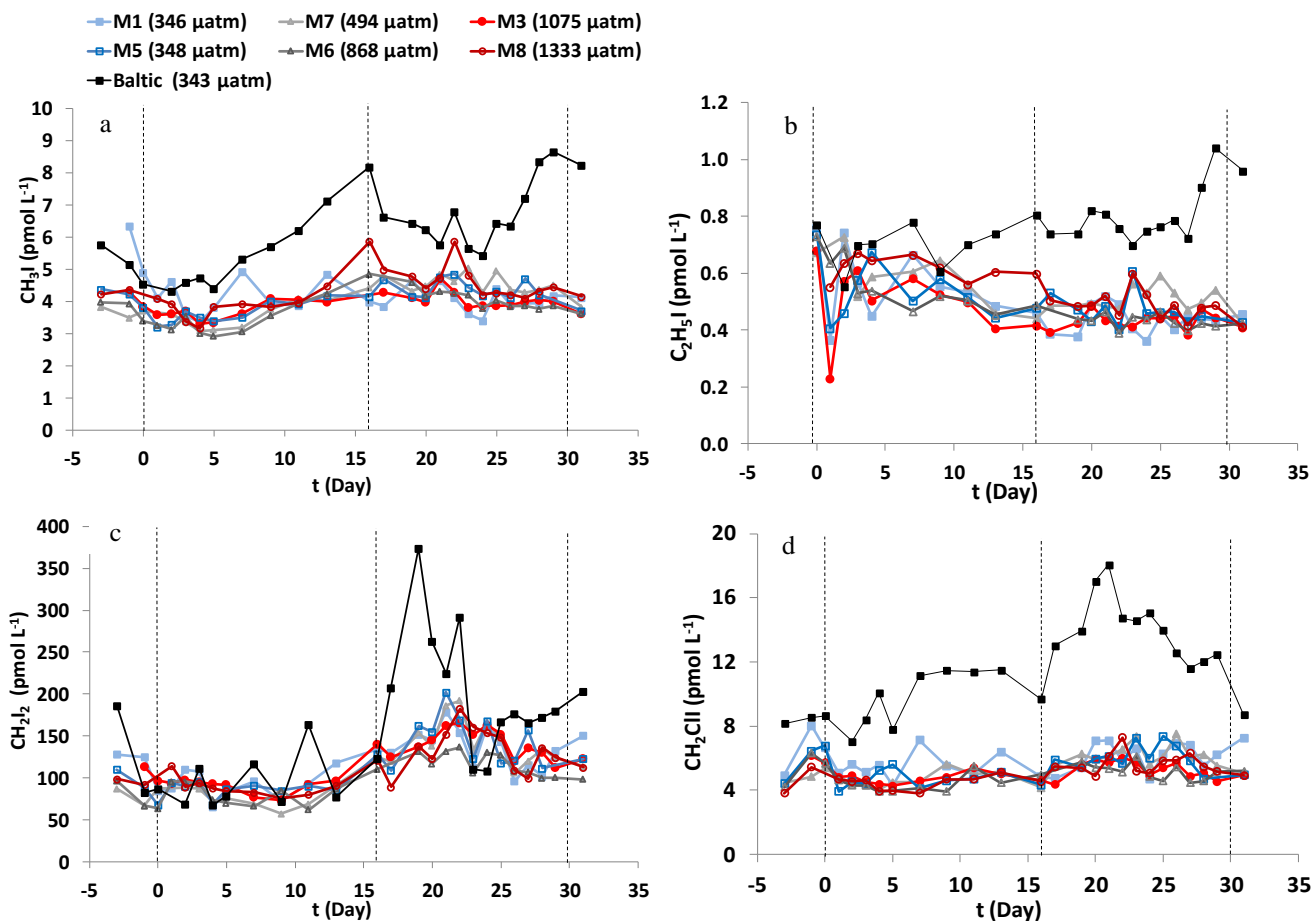 M1 (346 µatm) M7 (494 µatm) M3 (1075 µatm)
M5 (348 µatm) M6 (868 µatm) M8 (1333 µatm)
Baltic (343 µatm)
a
CH₃I (pmol L⁻¹)
10
9
8
7
6
5
4
3
2
1
0
-5 0 5 10 15 20 25 30 35
t (Day)
b
C₂H₅I (pmol L⁻¹)
1.2
1.0
0.8
0.6
0.4
0.2
0.0
-5 0 5 10 15 20 25 30 35
t (Day)
c
CH₂I₂ (pmol L⁻¹)
400
350
300
250
200
150
100
50
0
-5 0 5 10 15 20 25 30 35
t (Day)
d
CH₂ClI (pmol L⁻¹)
20
16
12
8
4
0
-5 0 5 10 15 20 25 30 35
t (Day)